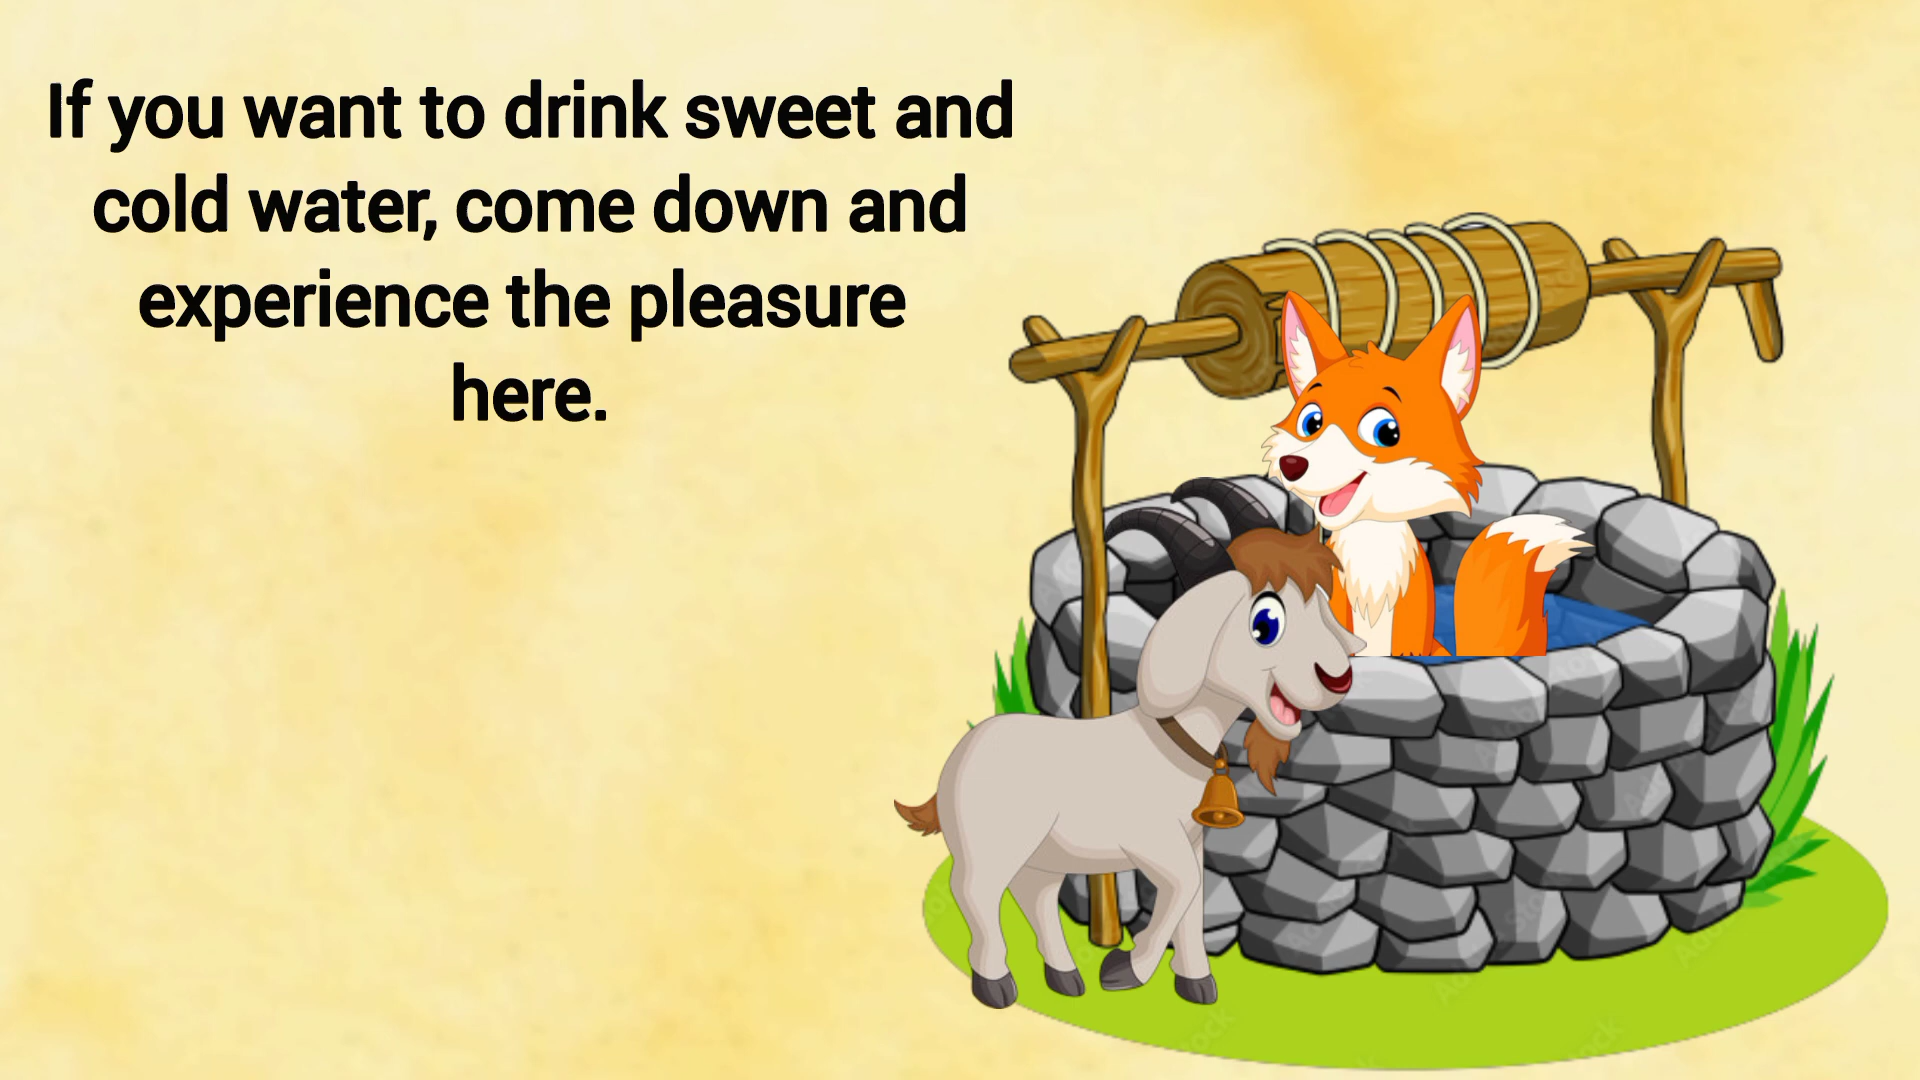 If you want to drink sweet and
cold water, come down and
experience the pleasure
here.